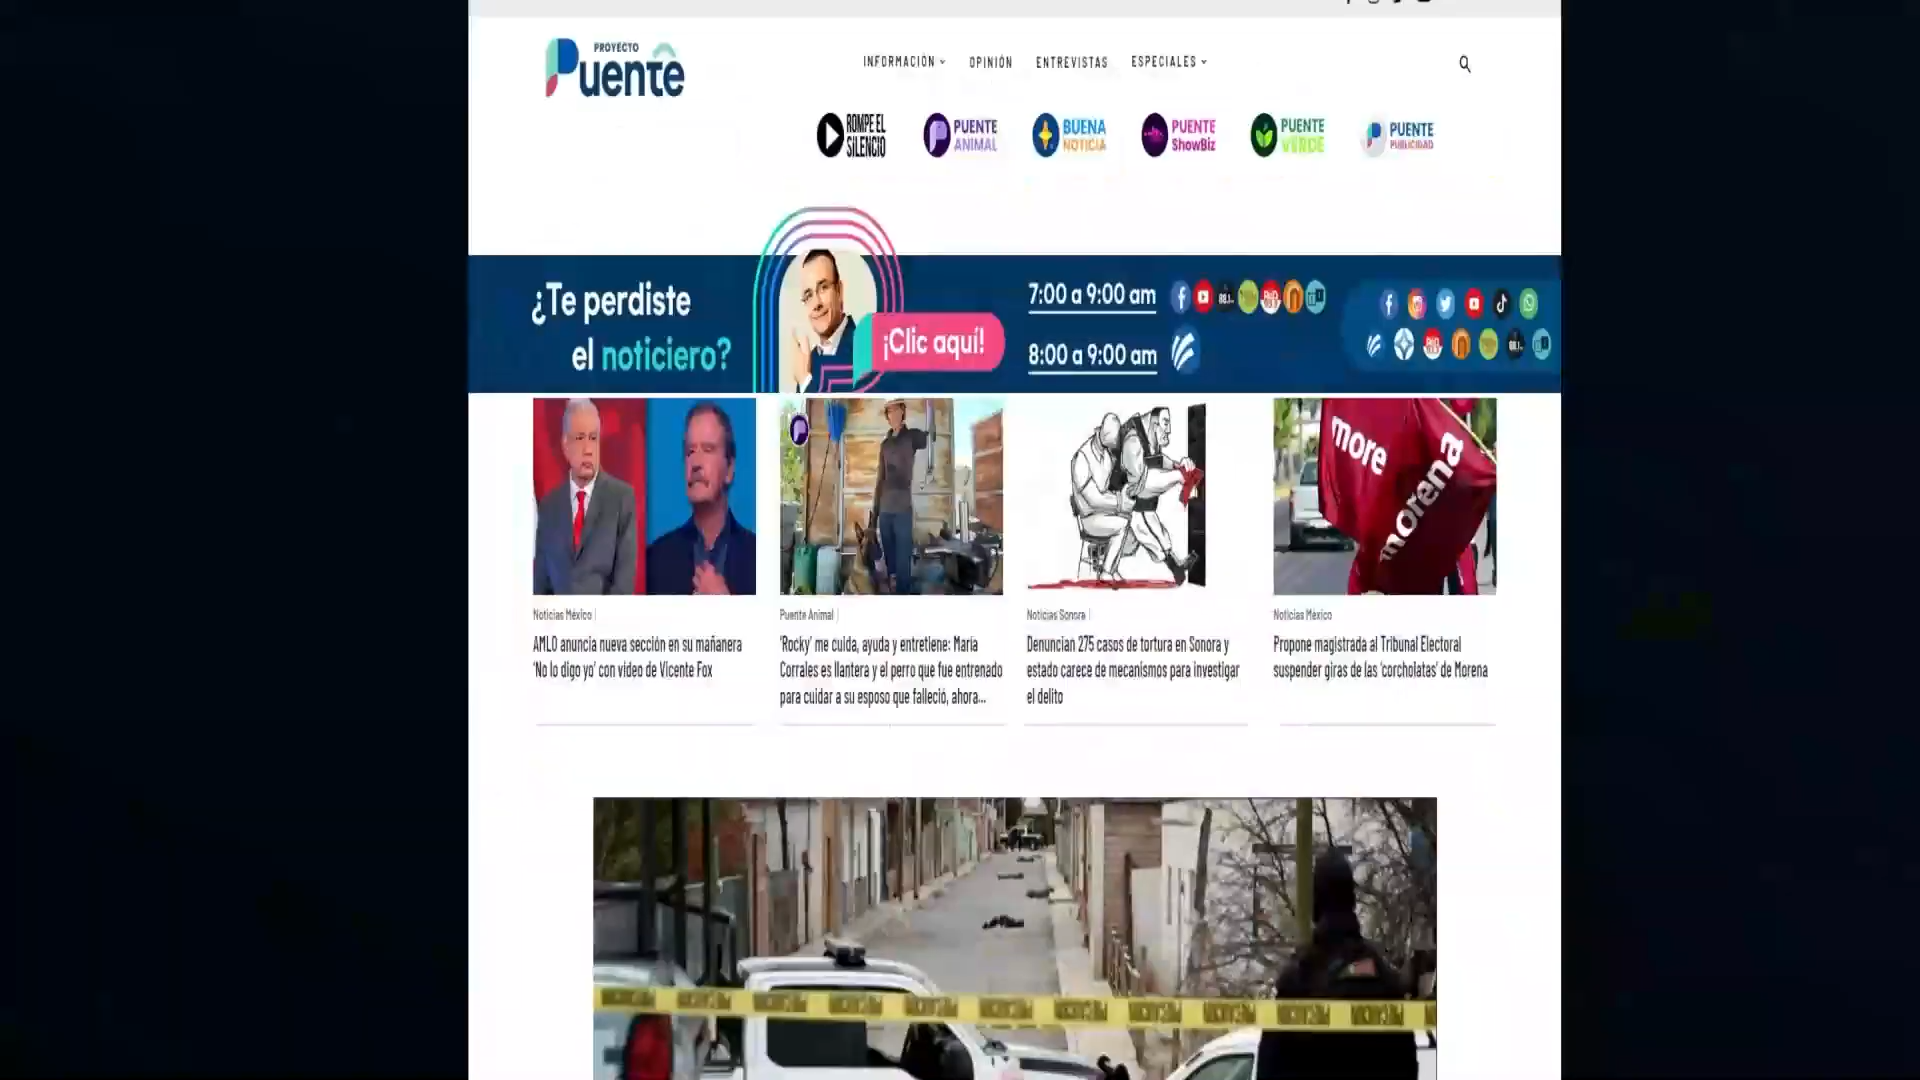 PROYECTO
Puente
INFORMACIÓN
OPINIÓN
ENTREVISTAS
ESPECIALES
ROMPE EL
SILENCIO
PUENTE
ANIMAL
BUENA
NOTICIA
PUENTE
ShowBiz
PUENTE
VERDE
PUENTE
PUBLICIDAD
¿Te perdiste
el noticiero?
¡Clic aquí!
7:00 a 9:00 am
8:00 a 9:00 am
more
morena
Noticias México
AMLO anuncia nueva sección en su mañanera
'No lo digo yo' con video de Vicente Fox
Puente Animal
'Rocky' me cuida, ayuda y entretiene: María
Corrales es llantera y el perro que fue entrenado
para cuidar a su esposo que falleció, ahora...
Noticias Sonora
Denuncian 275 casos de tortura en Sonora y
estado carece de mecanismos para investigar
el delito
Noticias México
Propone magistrada al Tribunal Electoral
suspender giras de las 'corcholatas' de Morena